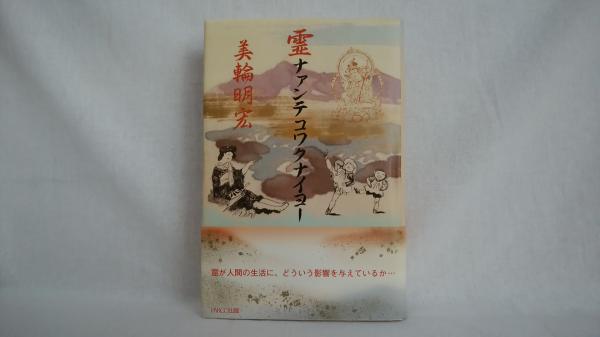 霊
ナァンテコワクナイヨー
美輪明宏
霊が人間の生活に、どういう影響を与えているか…
PARCO出版